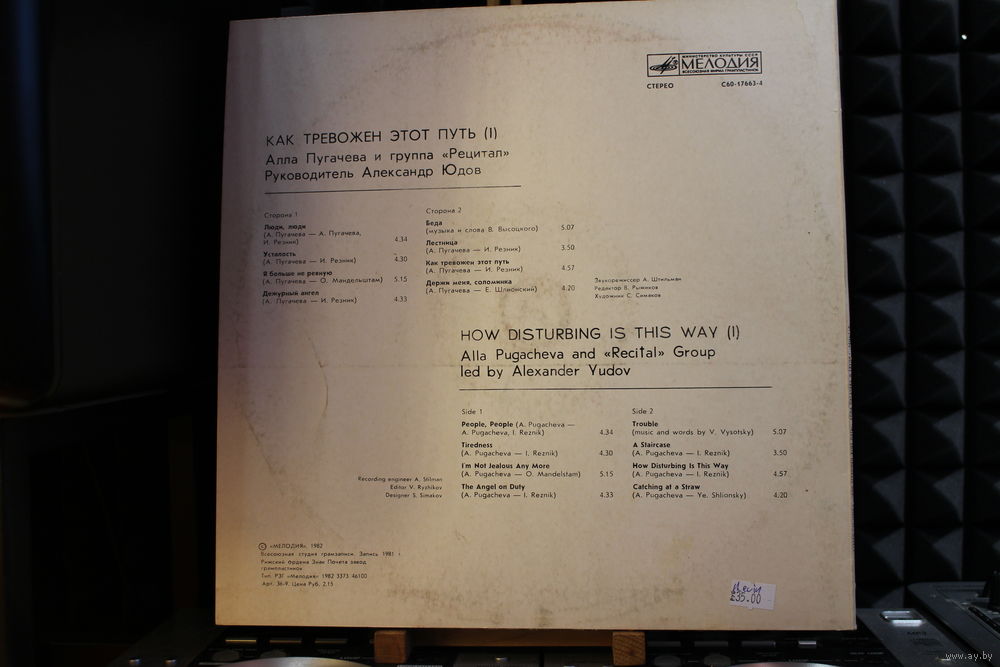 МИНИСТЕРСТВО КУЛЬТУРЫ СССР
МЕЛОДИЯ
ВСЕСОЮЗНАЯ ФИРМА ГРАМПЛАСТИНОК
СТЕРЕО С60-17663-4
КАК ТРЕВОЖЕН ЭТОТ ПУТЬ (I)
Алла Пугачева и группа «Рецитал»
Руководитель Александр Юдов
Сторона 1
Люди, люди
(А. Пугачева — А. Пугачева,
И. Резник) 4.34
Усталость
(А. Пугачева — И. Резник) 4.30
Я больше не ревную
(А. Пугачева — О. Мандельштам) 5.15
Дежурный ангел
(А. Пугачева — И. Резник) 4.33
Сторона 2
Беда
(музыка и слова В. Высоцкого) 5.07
Лестница
(А. Пугачева — И. Резник) 3.50
Как тревожен этот путь
(А. Пугачева — И. Резник) 4.57
Держи меня, соломинка
(А. Пугачева — Е. Шлионский) 4.20
Звукорежиссер А. Штильман
Редактор В. Рыжиков
Художник С. Симаков
HOW DISTURBING IS THIS WAY (I)
Alla Pugacheva and «Recital» Group
led by Alexander Yudov
Side 1
People, People (A. Pugacheva —
A. Pugacheva, I. Reznik) 4.34
Tiredness
(A. Pugacheva — I. Reznik) 4.30
I'm Not Jealous Any More
(A. Pugacheva — O. Mandelstam) 5.15
The Angel on Duty
(A. Pugacheva — I. Reznik) 4.33
Side 2
Trouble
(music and words by V. Vysotsky) 5.07
A Staircase
(A. Pugacheva — I. Reznik) 3.50
How Disturbing Is This Way
(A. Pugacheva — I. Reznik) 4.57
Catching at a Straw
(A. Pugacheva — Ye. Shlionsky) 4.20
Recording engineer A. Stilman
Editor V. Ryzhikov
Designer S. Simakov
© «МЕЛОДИЯ», 1982
Всесоюзная студия грамзаписи. Запись 1981
Рижский ордена Знак Почета завод
грампластинок
Тип. РЗГ «Мелодия» 1982 3373 46100
Арт. 36-9. Цена Руб. 2.15
£35.00
MP3
www.ay.by